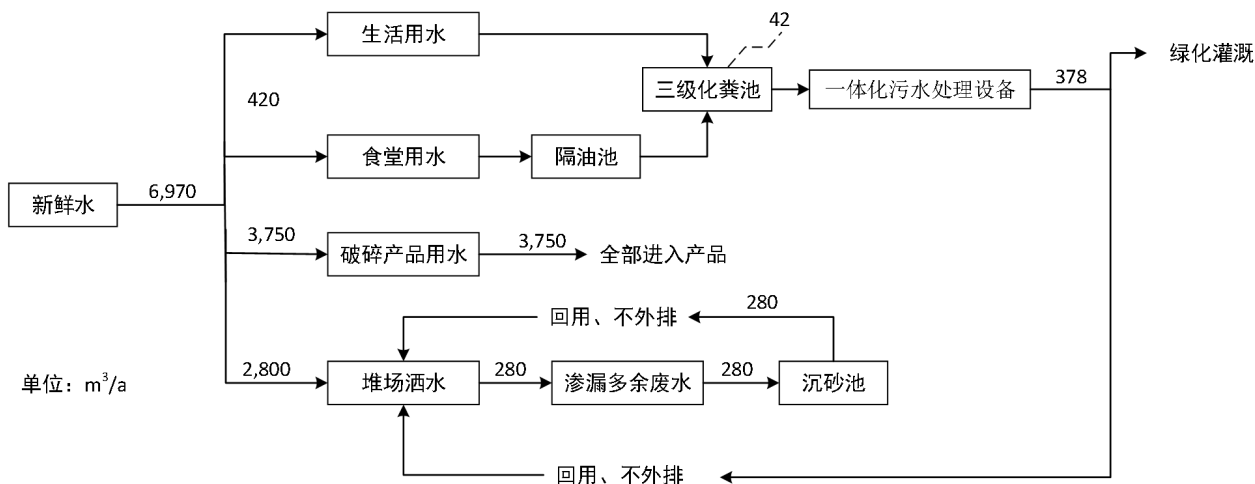 42
生活用水
绿化灌溉
三级化粪池
一体化污水处理设备
378
420
食堂用水
隔油池
新鲜水
6,970
3,750
破碎产品用水
3,750
全部进入产品
回用、不外排
280
单位：m³/a
2,800
堆场洒水
280
渗漏多余废水
280
沉砂池
回用、不外排